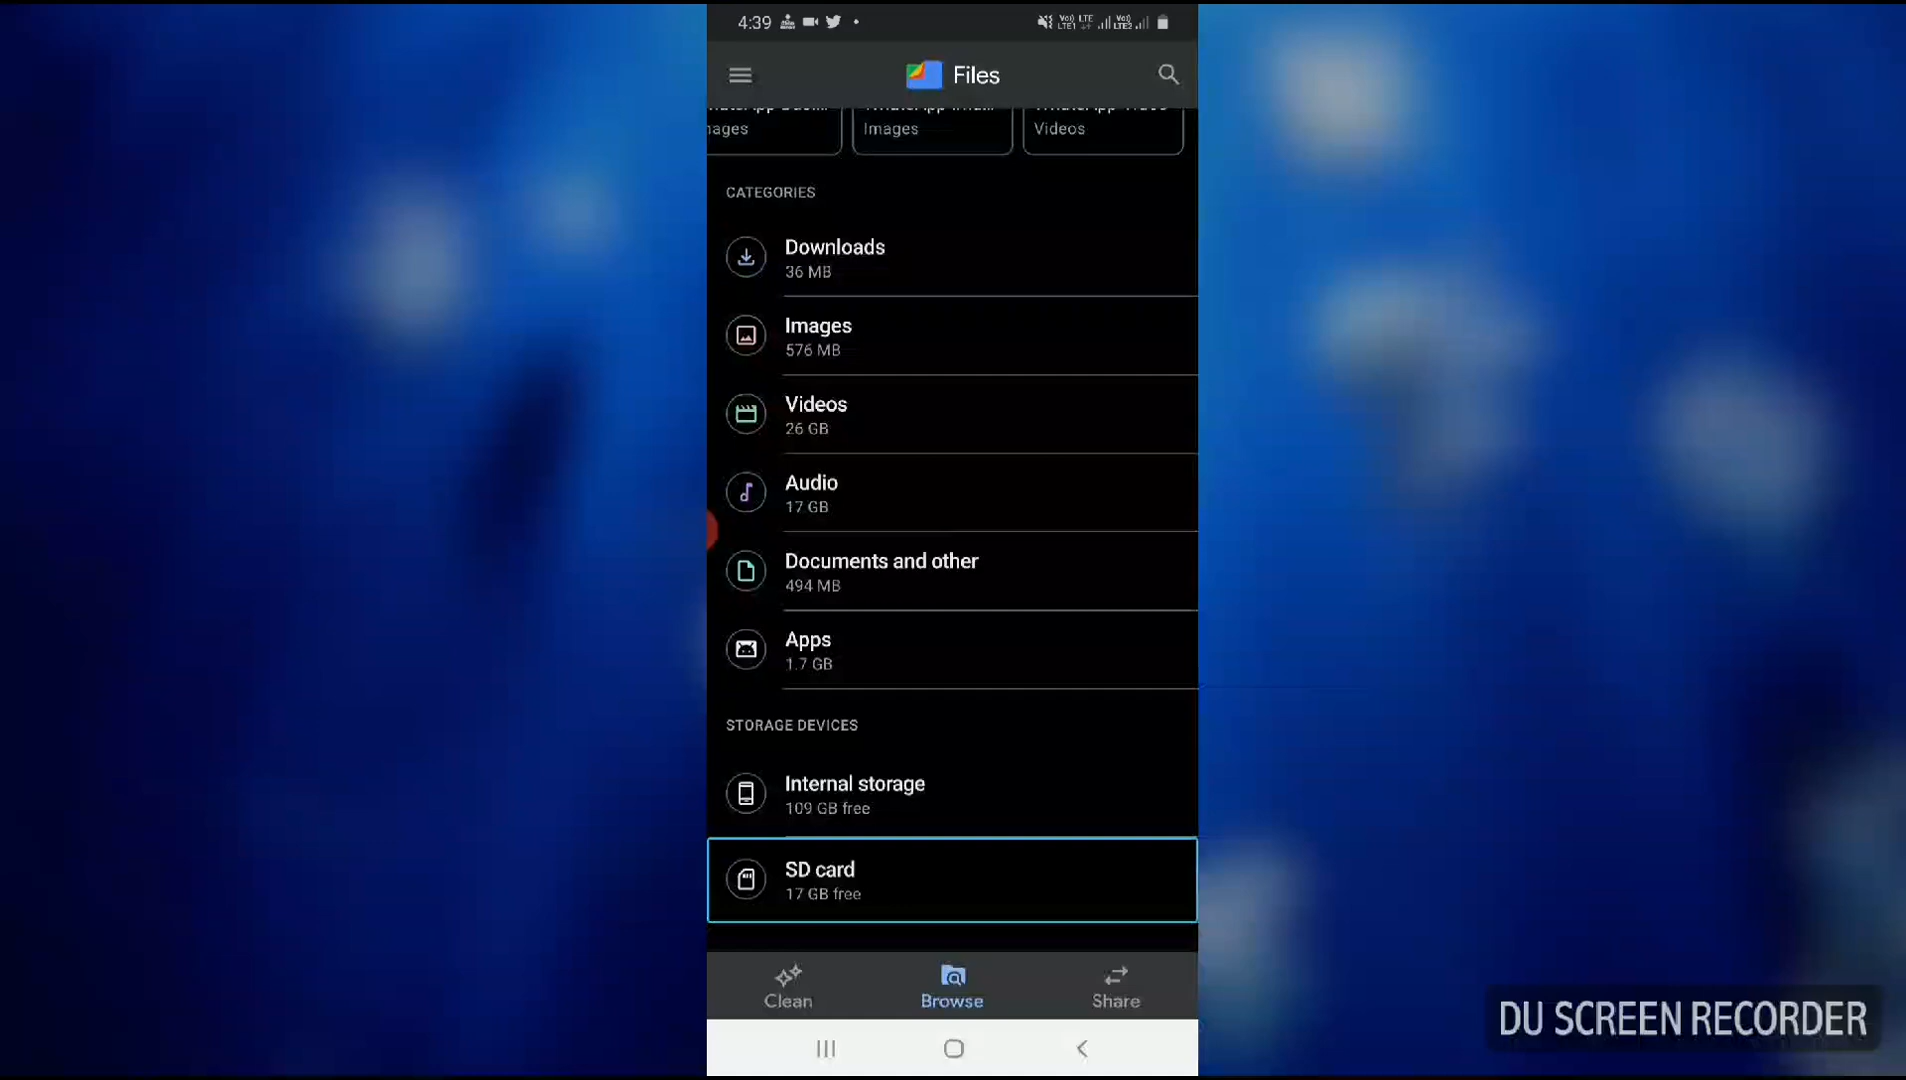 4:39
Files
Images
Videos
CATEGORIES
Downloads
36 MB
Images
576 MB
Videos
26 GB
Audio
17 GB
Documents and other
494 MB
Apps
1.7 GB
STORAGE DEVICES
Internal storage
109 GB free
SD card
17 GB free
Clean
Browse
Share
DU SCREEN RECORDER